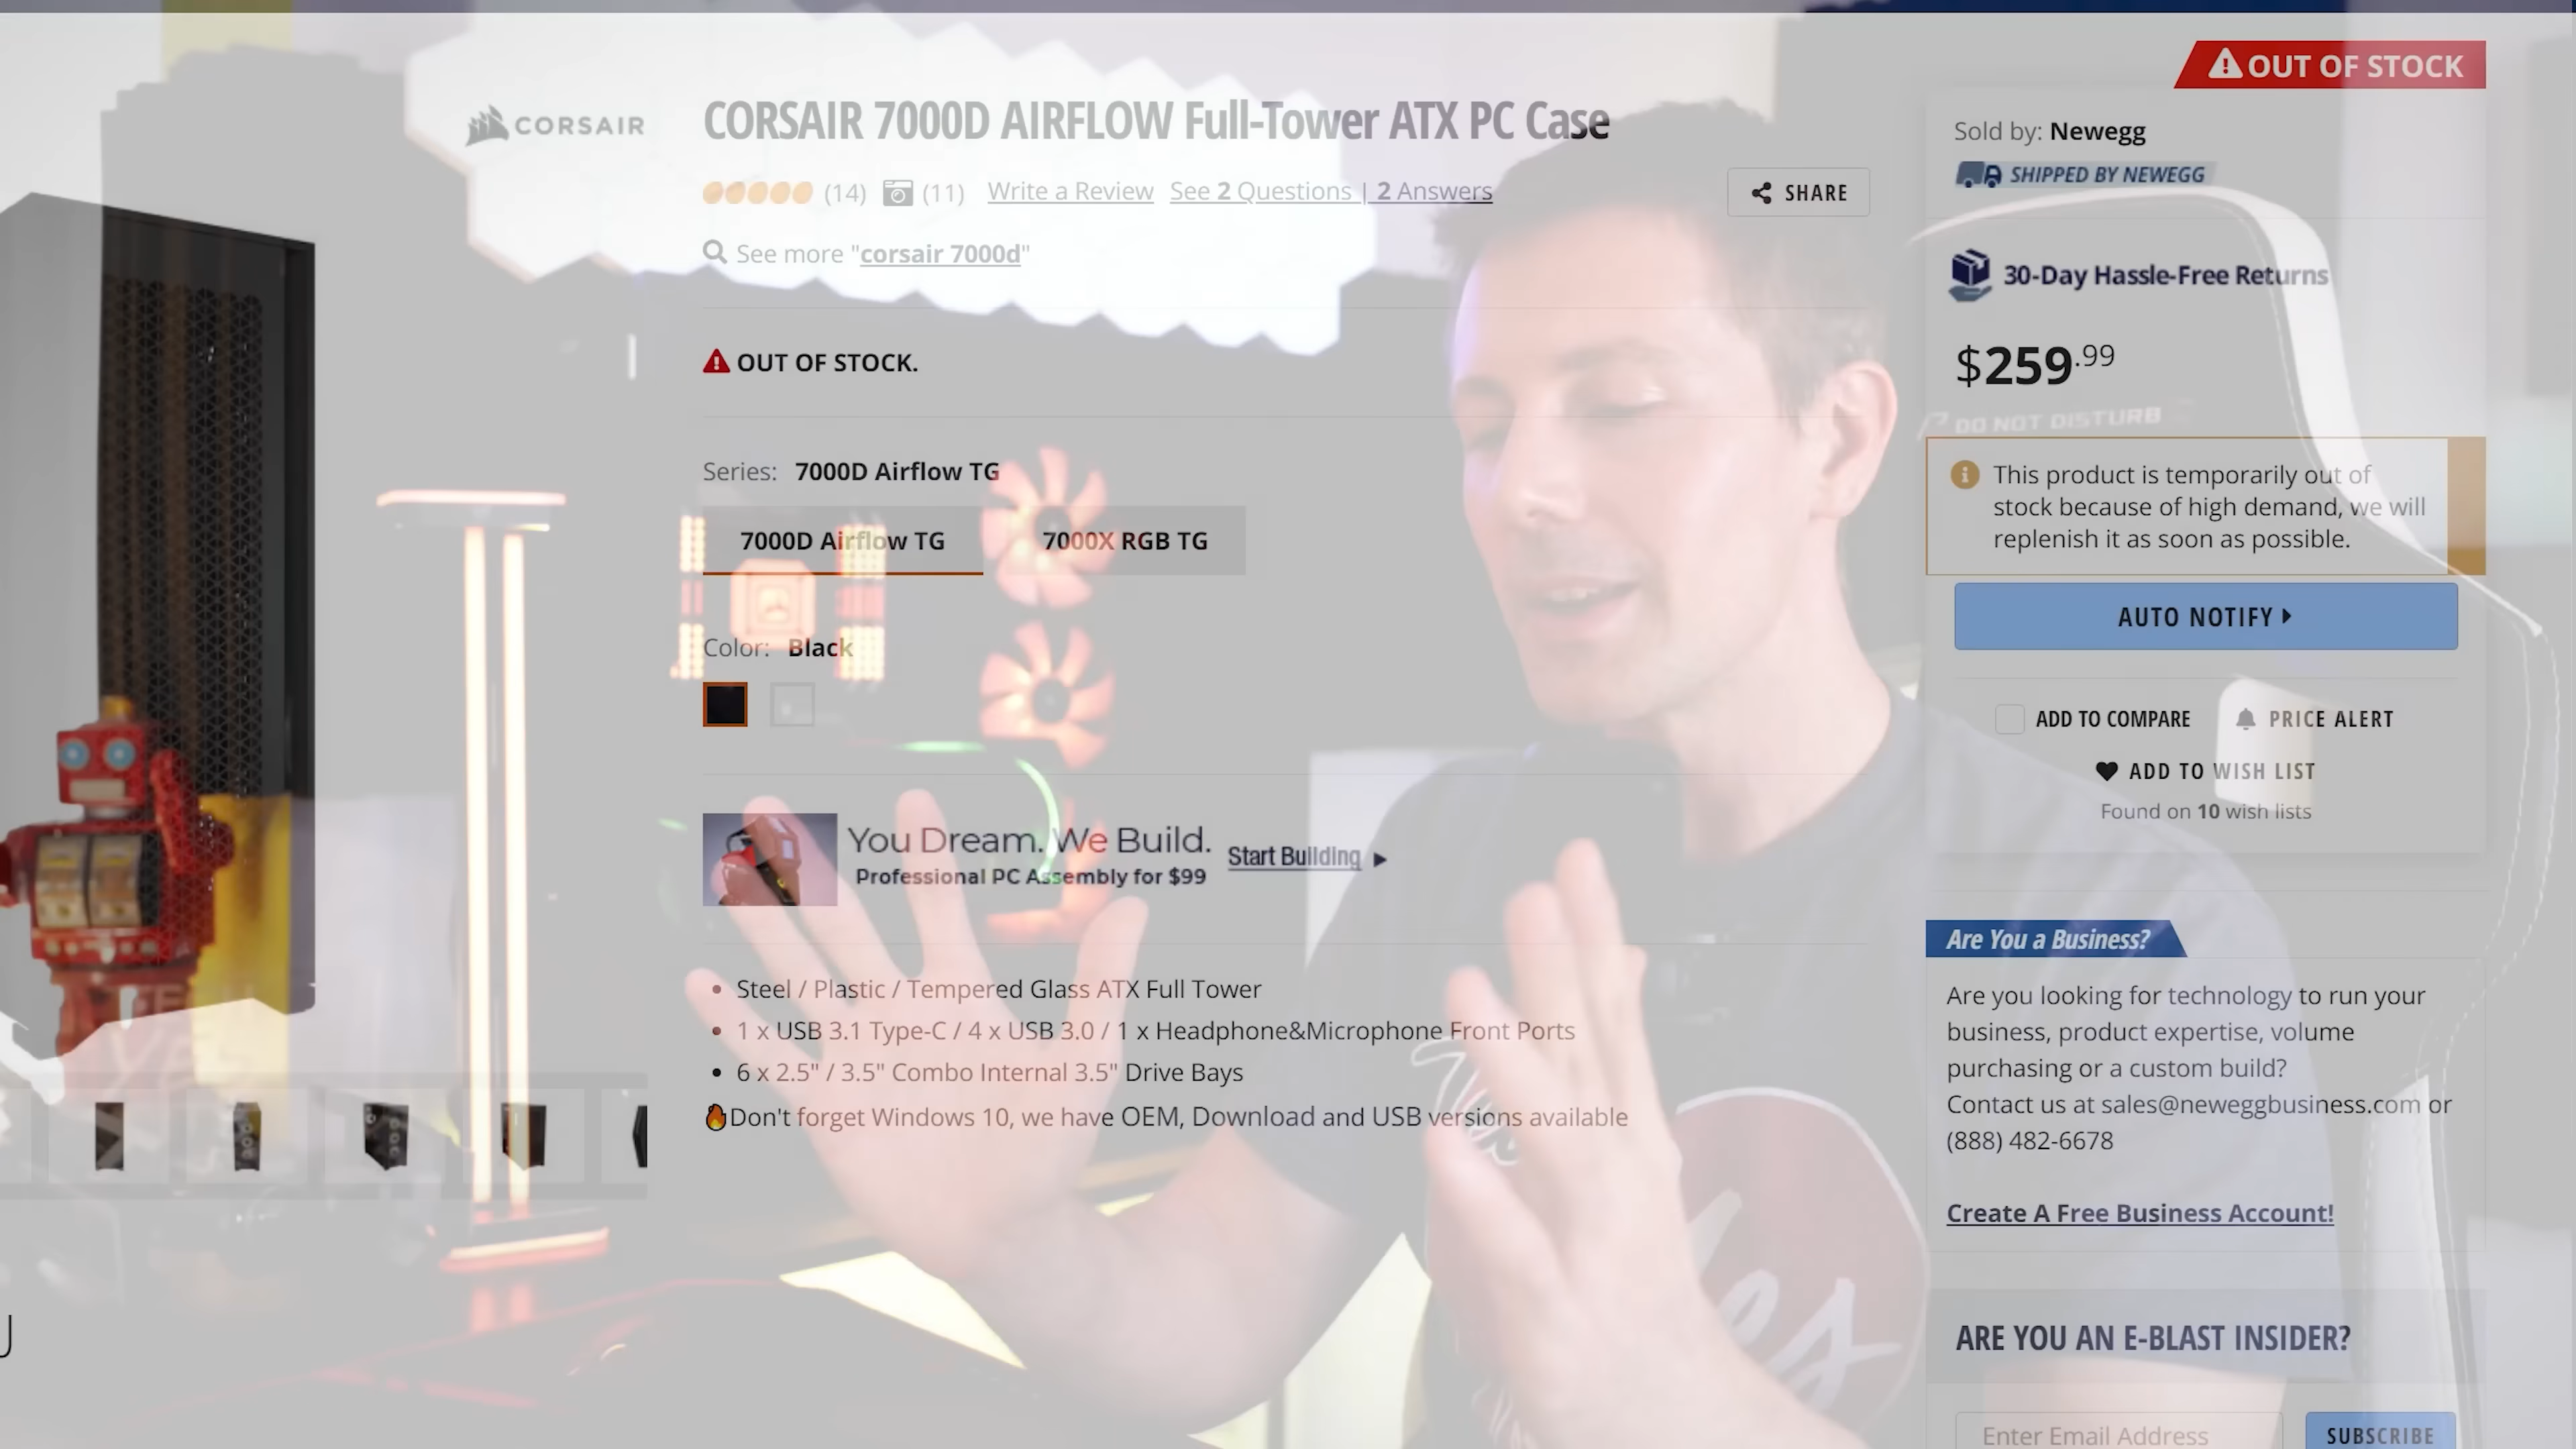 OUT OF STOCK
CORSAIR
CORSAIR 7000D AIRFLOW Full-Tower ATX PC Case
(14) (11) Write a Review See 2 Questions | 2 Answers
SHARE
See more "corsair 7000d"
OUT OF STOCK.
Series: 7000D Airflow TG
7000D Airflow TG 7000X RGB TG
Color: Black
You Dream. We Build.
Professional PC Assembly for $99
Start Building
Steel / Plastic / Tempered Glass ATX Full Tower
1 x USB 3.1 Type-C / 4 x USB 3.0 / 1 x Headphone&Microphone Front Ports
6 x 2.5" / 3.5" Combo Internal 3.5" Drive Bays
Don't forget Windows 10, we have OEM, Download and USB versions available
Sold by: Newegg
SHIPPED BY NEWEGG
30-Day Hassle-Free Returns
$259.99
DO NOT DISTURB
This product is temporarily out of
stock because of high demand, we will
replenish it as soon as possible.
AUTO NOTIFY
ADD TO COMPARE PRICE ALERT
ADD TO WISH LIST
Found on 10 wish lists
Are You a Business?
Are you looking for technology to run your
business, product expertise, volume
purchasing or a custom build?
Contact us at sales@neweggbusiness.com or
(888) 482-6678
Create A Free Business Account!
ARE YOU AN E-BLAST INSIDER?
Enter Email Address SUBSCRIBE
TECH
YES